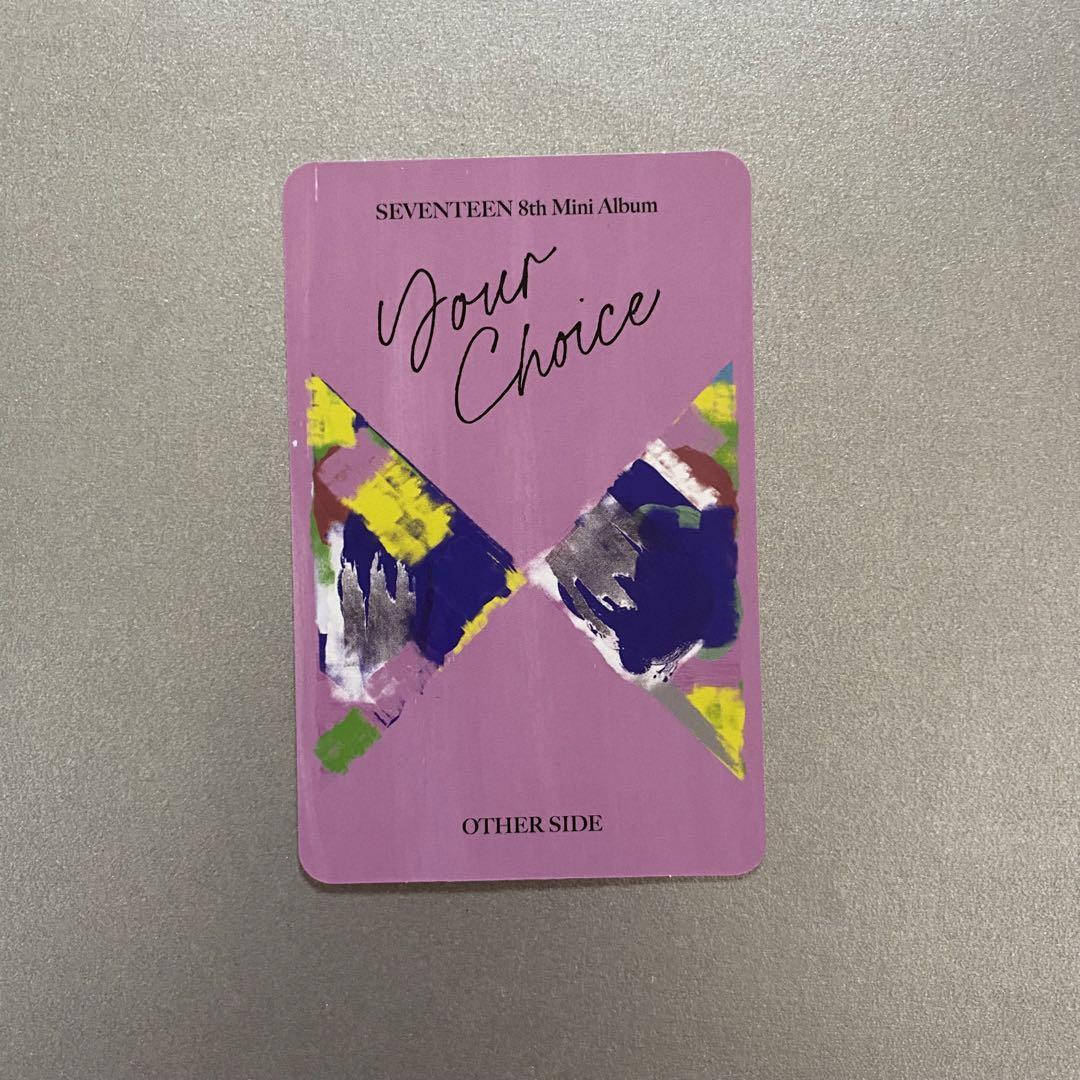 SEVENTEEN 8th Mini Album
Your
Choice
OTHER SIDE